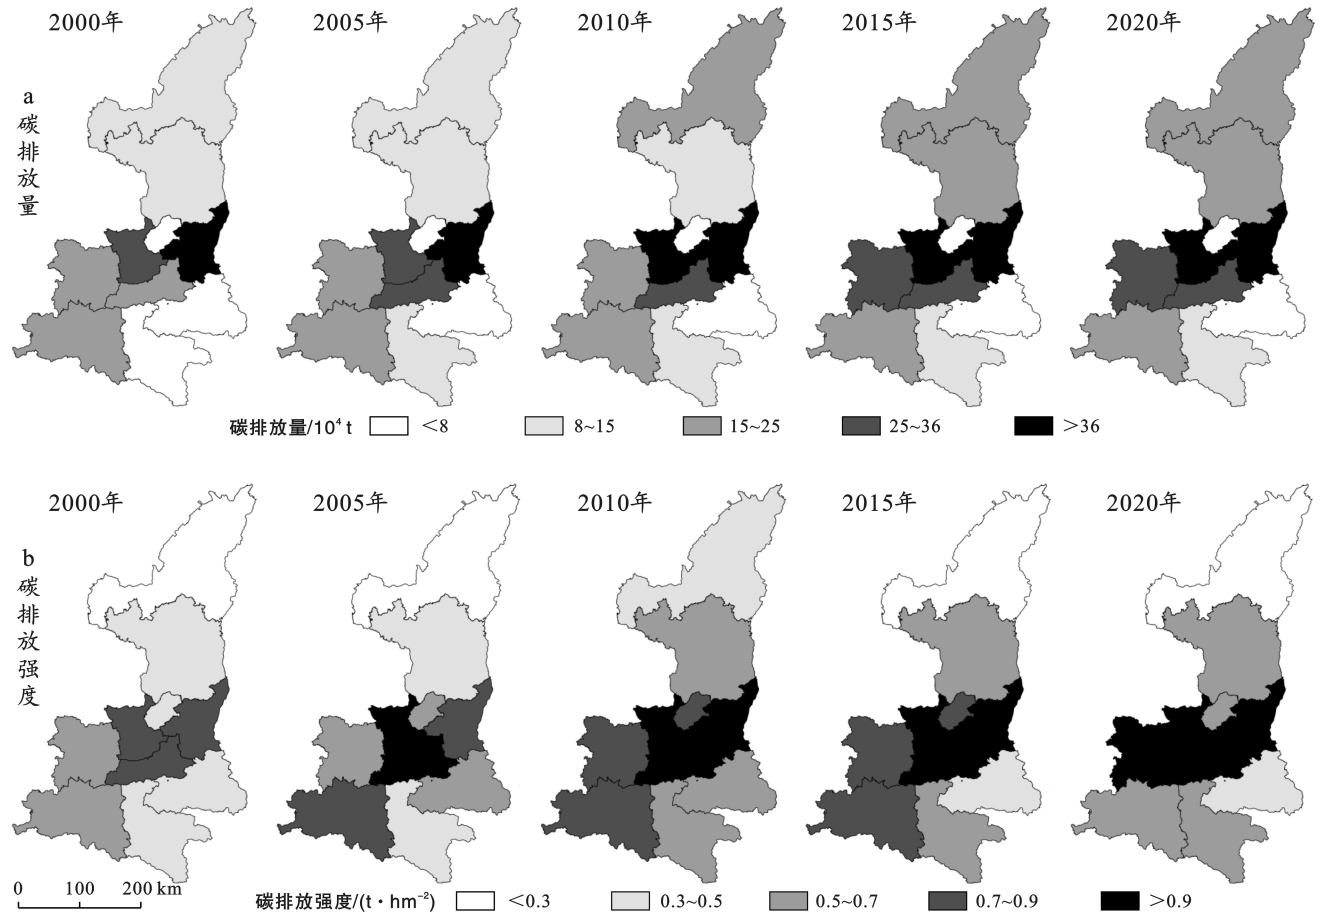 2000年 2005年 2010年 2015年 2020年
a
碳
排
放
量
碳排放量/10⁴ t <8 8~15 15~25 25~36 >36
2000年 2005年 2010年 2015年 2020年
b
碳
排
放
强
度
0 100 200 km
碳排放强度/(t·hm⁻²) <0.3 0.3~0.5 0.5~0.7 0.7~0.9 >0.9